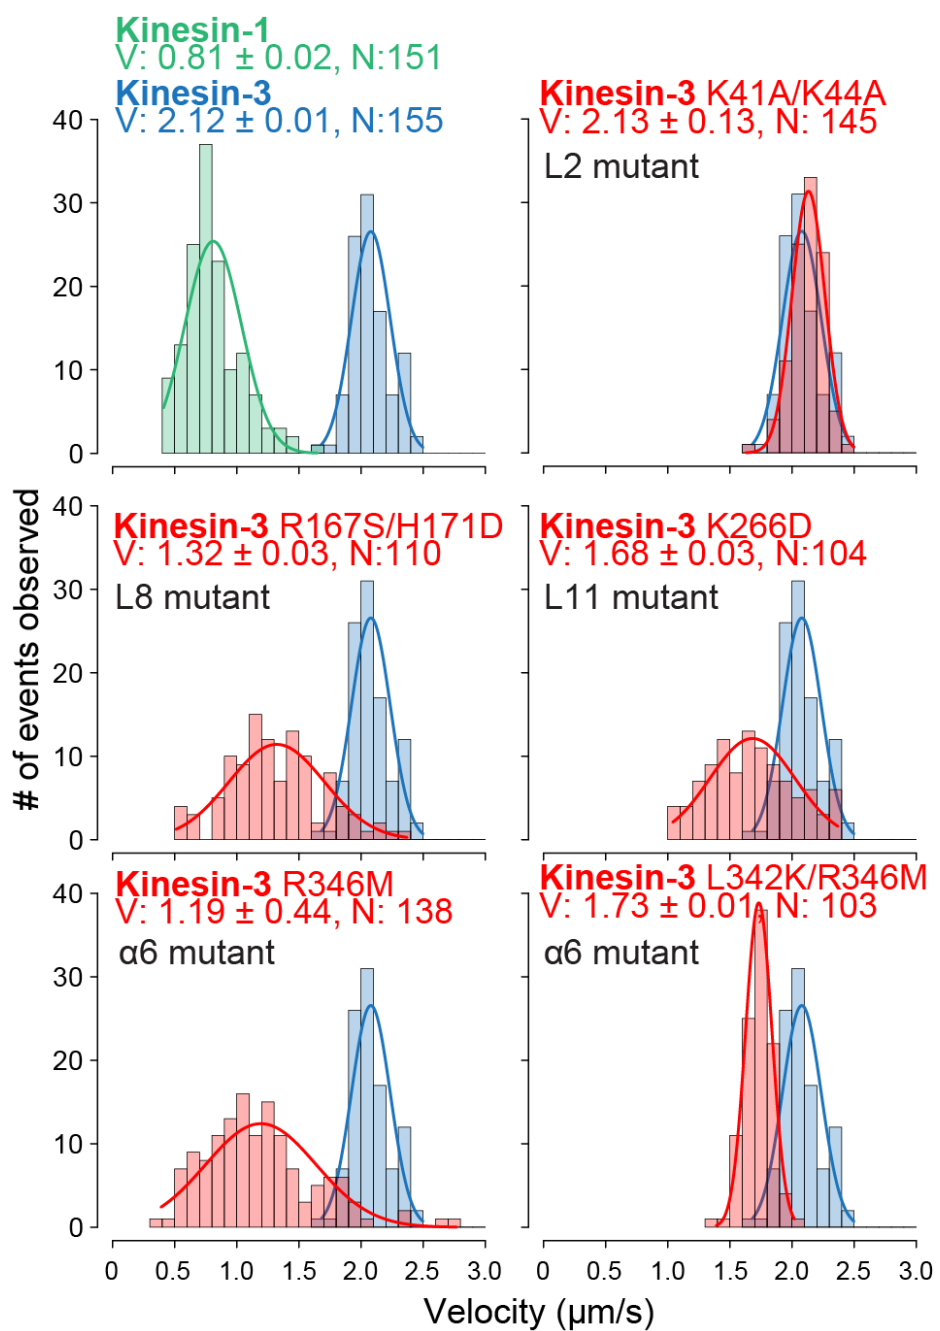 Kinesin-1
V: 0.81 ± 0.02, N:151
Kinesin-3
V: 2.12 ± 0.01, N:155
Kinesin-3 K41A/K44A
V: 2.13 ± 0.13, N: 145
L2 mutant
40
30
20
10
0
Kinesin-3 R167S/H171D
V: 1.32 ± 0.03, N:110
L8 mutant
Kinesin-3 K266D
V: 1.68 ± 0.03, N:104
L11 mutant
# of events observed
40
30
20
10
0
Kinesin-3 R346M
V: 1.19 ± 0.44, N: 138
α6 mutant
Kinesin-3 L342K/R346M
V: 1.73 ± 0.01, N: 103
α6 mutant
40
30
20
10
0
0 0.5 1.0 1.5 2.0 2.5 3.0
0 0.5 1.0 1.5 2.0 2.5 3.0
Velocity (μm/s)